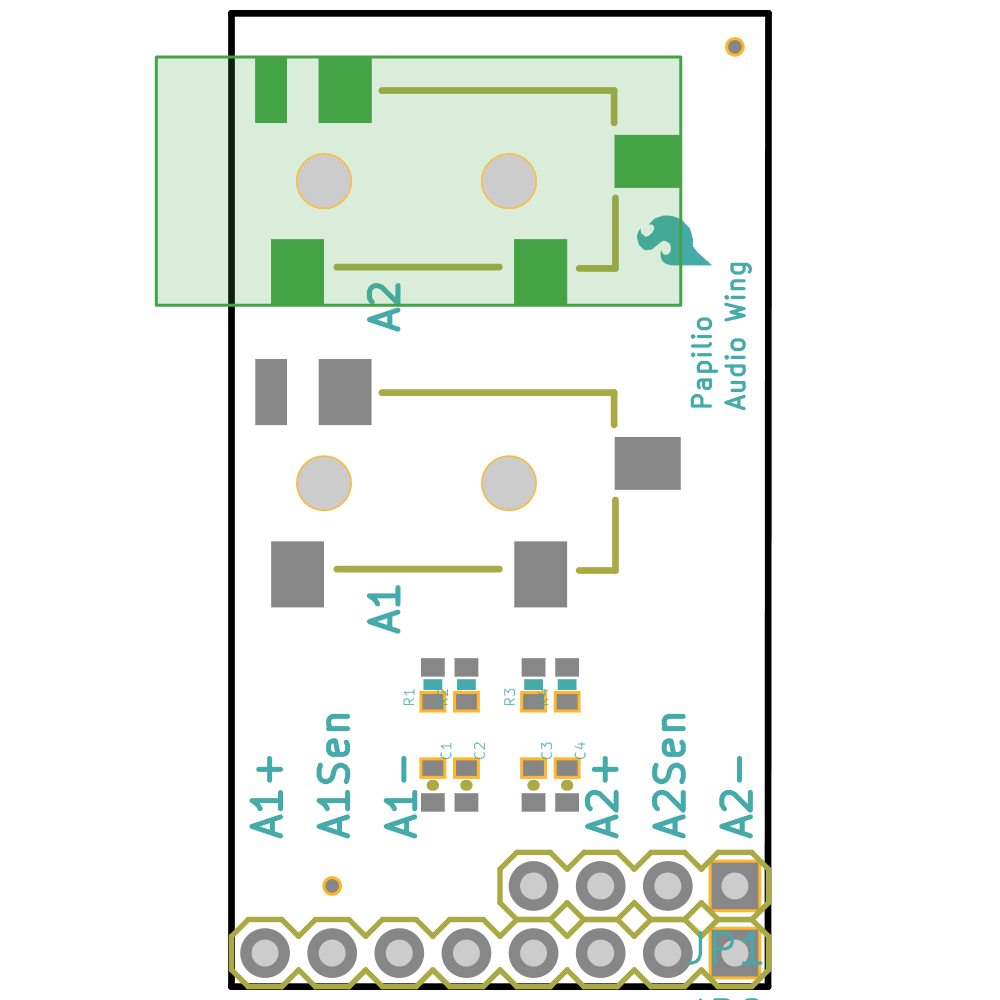 A2
Papilio
Audio Wing
A1
R1
R2
R3
R4
C1
C2
C3
C4
A1+
A1Sen
A1-
A2+
A2Sen
A2-
JP1